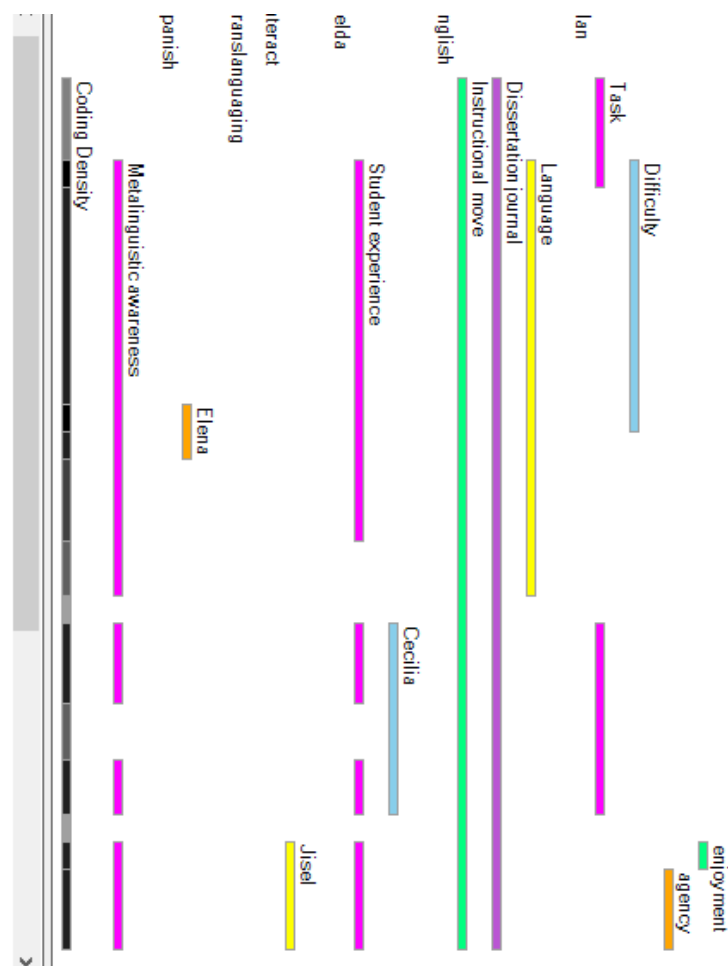 enjoyment
agency
Difficulty
Task
lan
Language
Dissertation journal
Instructional move
nglish
Cecilia
Student experience
elda
Jisel
teract
ranslanguaging
Elena
panish
Metalinguistic awareness
Coding Density